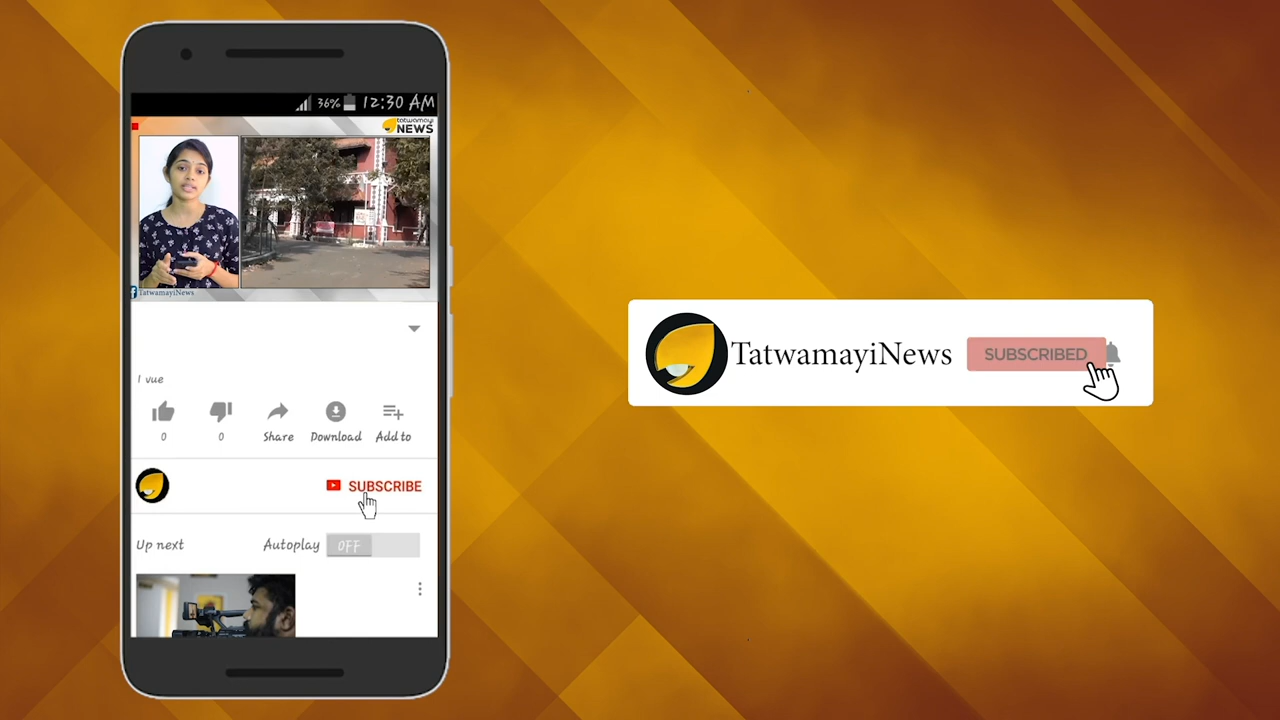 36% 12:30 AM
tatwamayi
NEWS
TatwamayiNews
1 vue
0 0 Share Download Add to
SUBSCRIBE
Up next Autoplay OFF
TatwamayiNews SUBSCRIBED